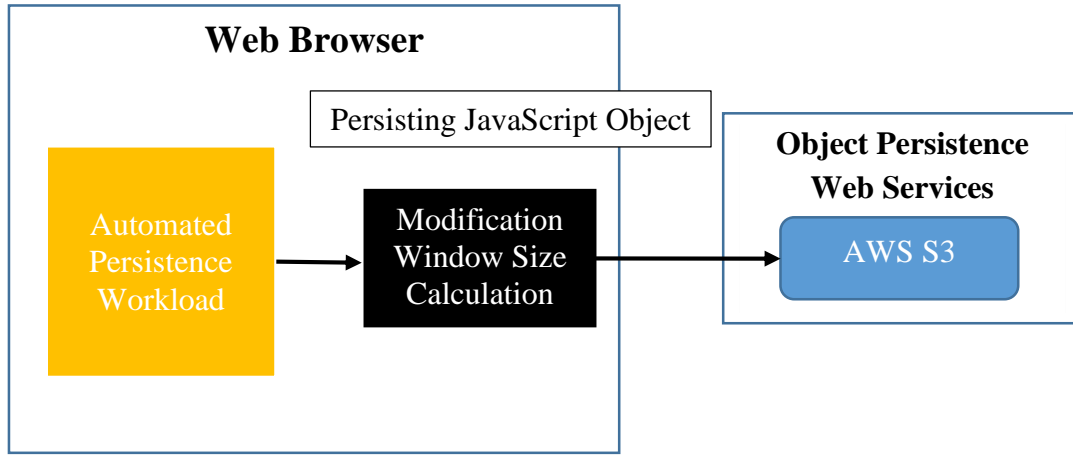 Web Browser
Persisting JavaScript Object
Automated
Persistence
Workload
Modification
Window Size
Calculation
Object Persistence
Web Services
AWS S3